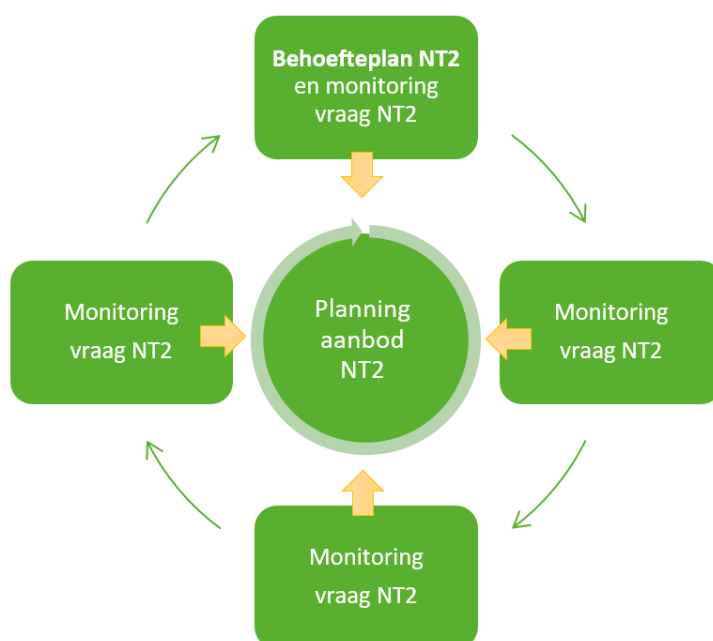 Behoefteplan NT2
en monitoring
vraag NT2
Monitoring
vraag NT2
Planning
aanbod
NT2
Monitoring
vraag NT2
Monitoring
vraag NT2